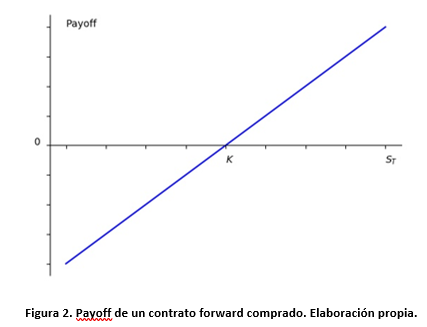 Payoff
0
K
S_T
Figura 2. Payoff de un contrato forward comprado. Elaboración propia.